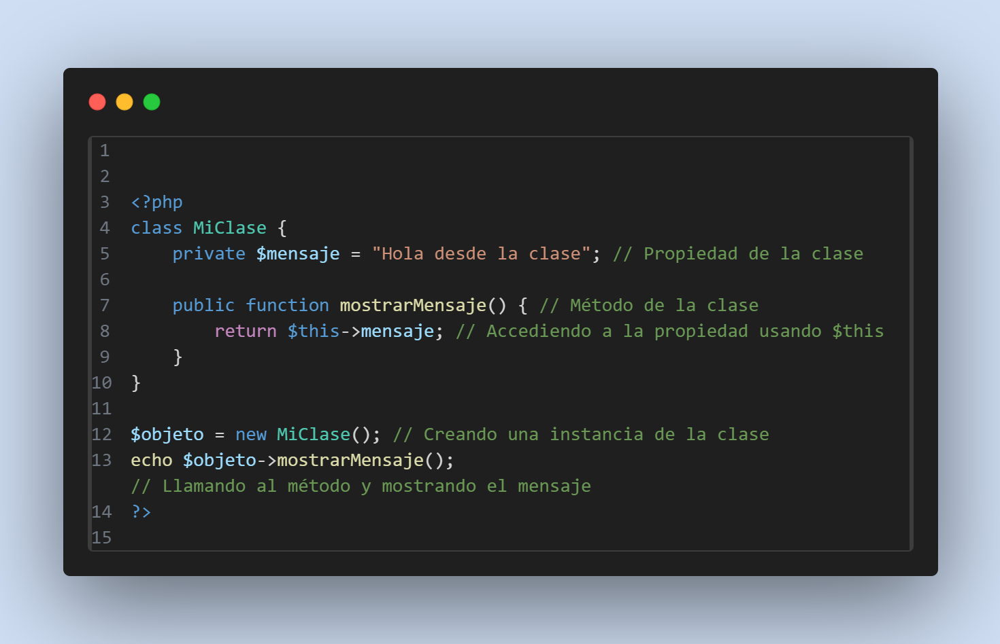 1
2
3 <?php
4 class MiClase {
5     private $mensaje = "Hola desde la clase"; // Propiedad de la clase
6
7     public function mostrarMensaje() { // Método de la clase
8         return $this->mensaje; // Accediendo a la propiedad usando $this
9     }
10 }
11
12 $objeto = new MiClase(); // Creando una instancia de la clase
13 echo $objeto->mostrarMensaje();
// Llamando al método y mostrando el mensaje
14 ?>
15